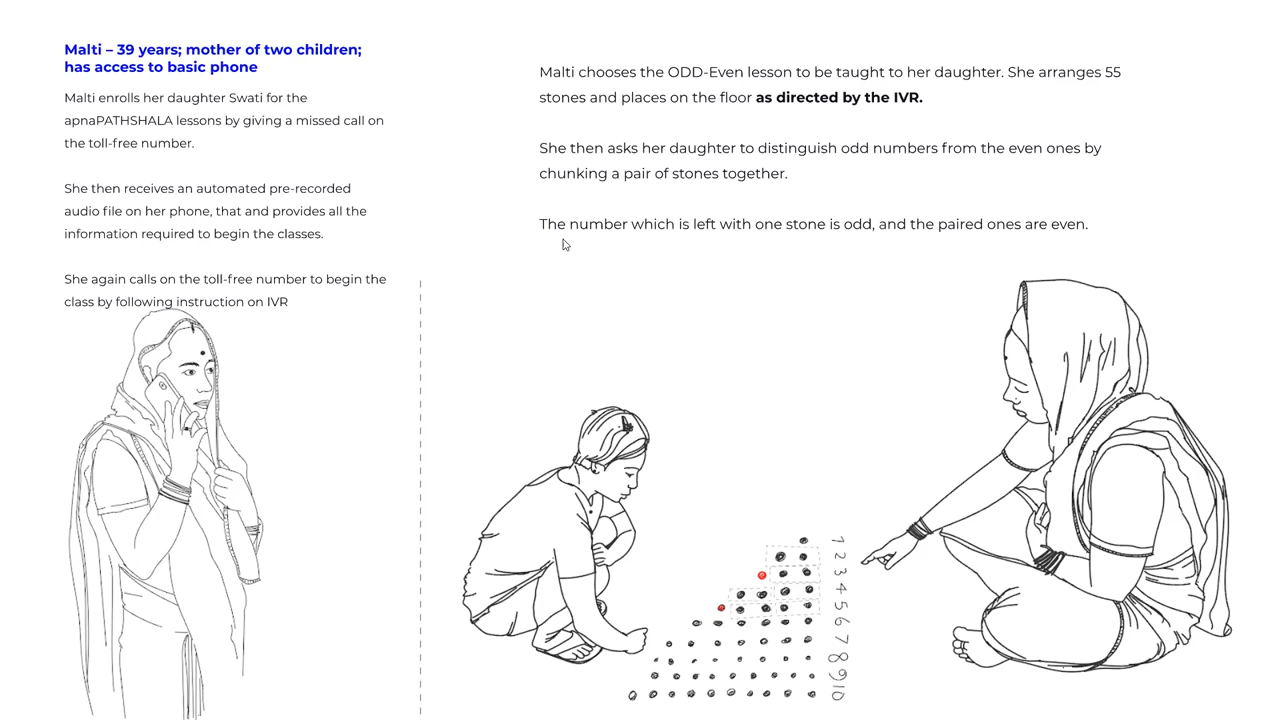 Malti – 39 years; mother of two children;
has access to basic phone
Malti enrolls her daughter Swati for the
apnaPATHSHALA lessons by giving a missed call on
the toll-free number.
She then receives an automated pre-recorded
audio file on her phone, that and provides all the
information required to begin the classes.
She again calls on the toll-free number to begin the
class by following instruction on IVR
Malti chooses the ODD-Even lesson to be taught to her daughter. She arranges 55
stones and places on the floor as directed by the IVR.
She then asks her daughter to distinguish odd numbers from the even ones by
chunking a pair of stones together.
The number which is left with one stone is odd, and the paired ones are even.
1
2
3
4
5
6
7
8
9
10